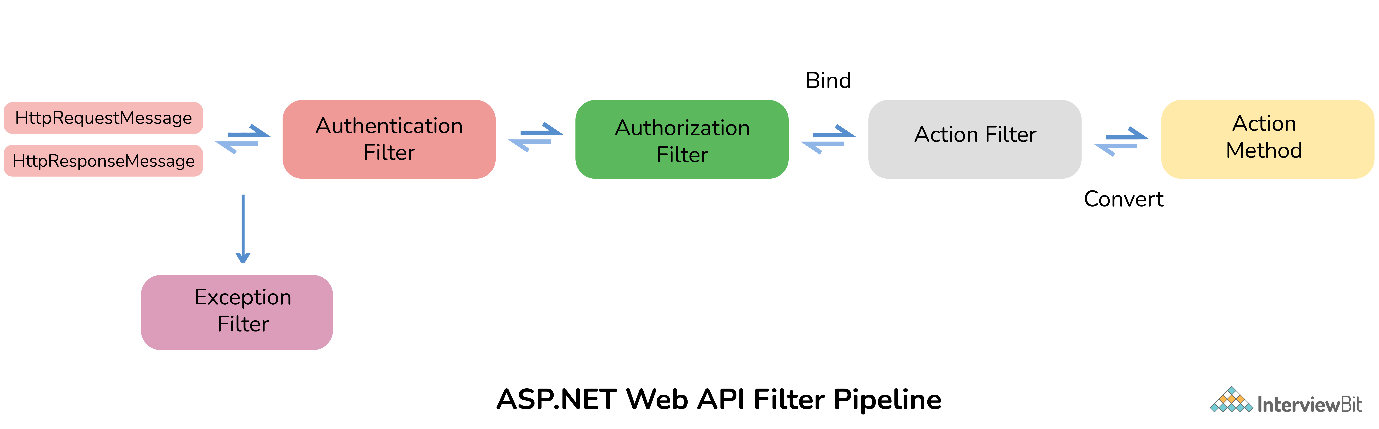 Bind
HttpRequestMessage
HttpResponseMessage
Authentication
Filter
Authorization
Filter
Action Filter
Action
Method
Convert
Exception
Filter
ASP.NET Web API Filter Pipeline
InterviewBit